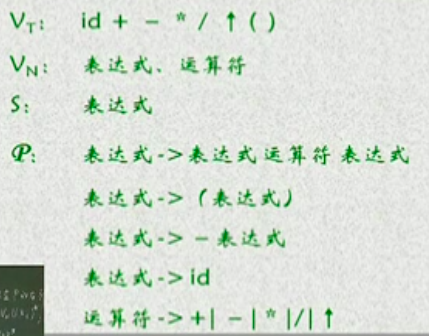 V_T: id + - * / ↑ ( )
V_N: 表达式、运算符
S: 表达式
P: 表达式->表达式 运算符 表达式
表达式->（表达式）
表达式->-表达式
表达式->id
运算符->+|-|*|/|↑